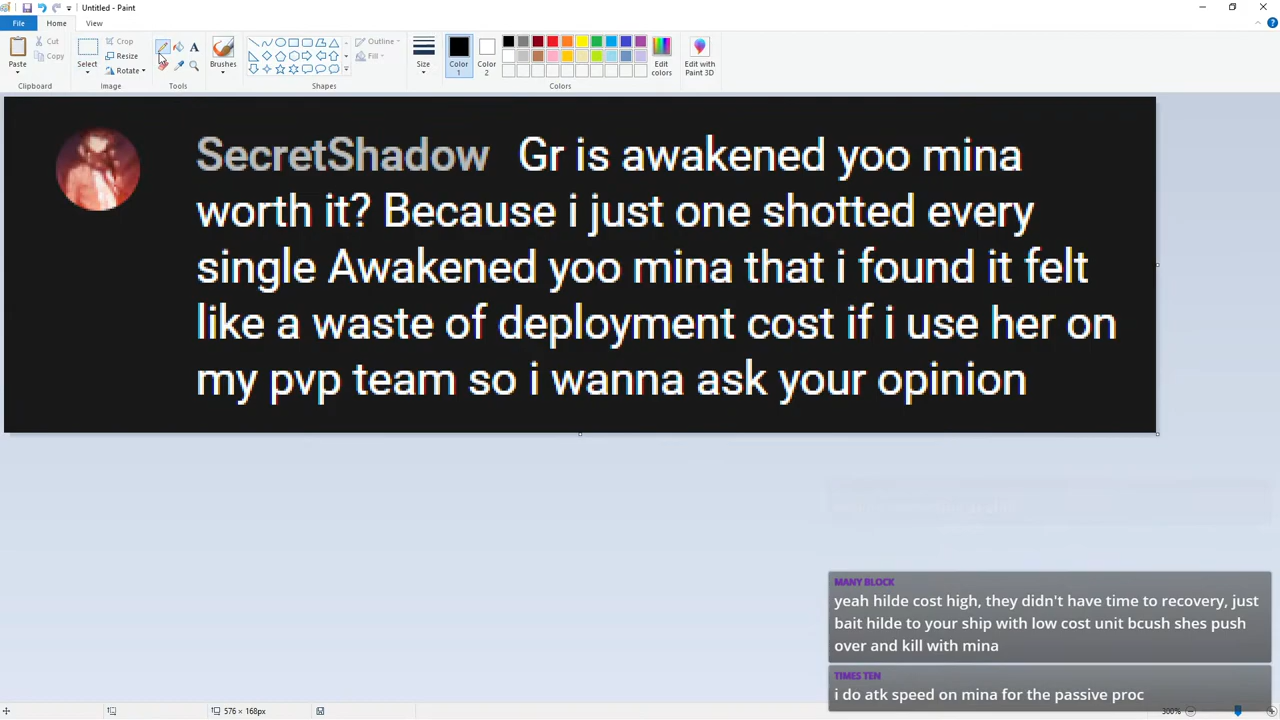 Untitled - Paint
File
Home
View
Paste
Cut
Copy
Clipboard
Select
Crop
Resize
Rotate
Image
A
Tools
Brushes
Outline
Fill
Shapes
Size
Color 1
Color 2
Edit colors
Colors
Edit with Paint 3D
SecretShadow Gr is awakened yoo mina
worth it? Because i just one shotted every
single Awakened yoo mina that i found it felt
like a waste of deployment cost if i use her on
my pvp team so i wanna ask your opinion
MANY BLOCK
yeah hilde cost high, they didn't have time to recovery, just
bait hilde to your ship with low cost unit bcush shes push
over and kill with mina
TIMES TEN
i do atk speed on mina for the passive proc
576 × 168px
300%